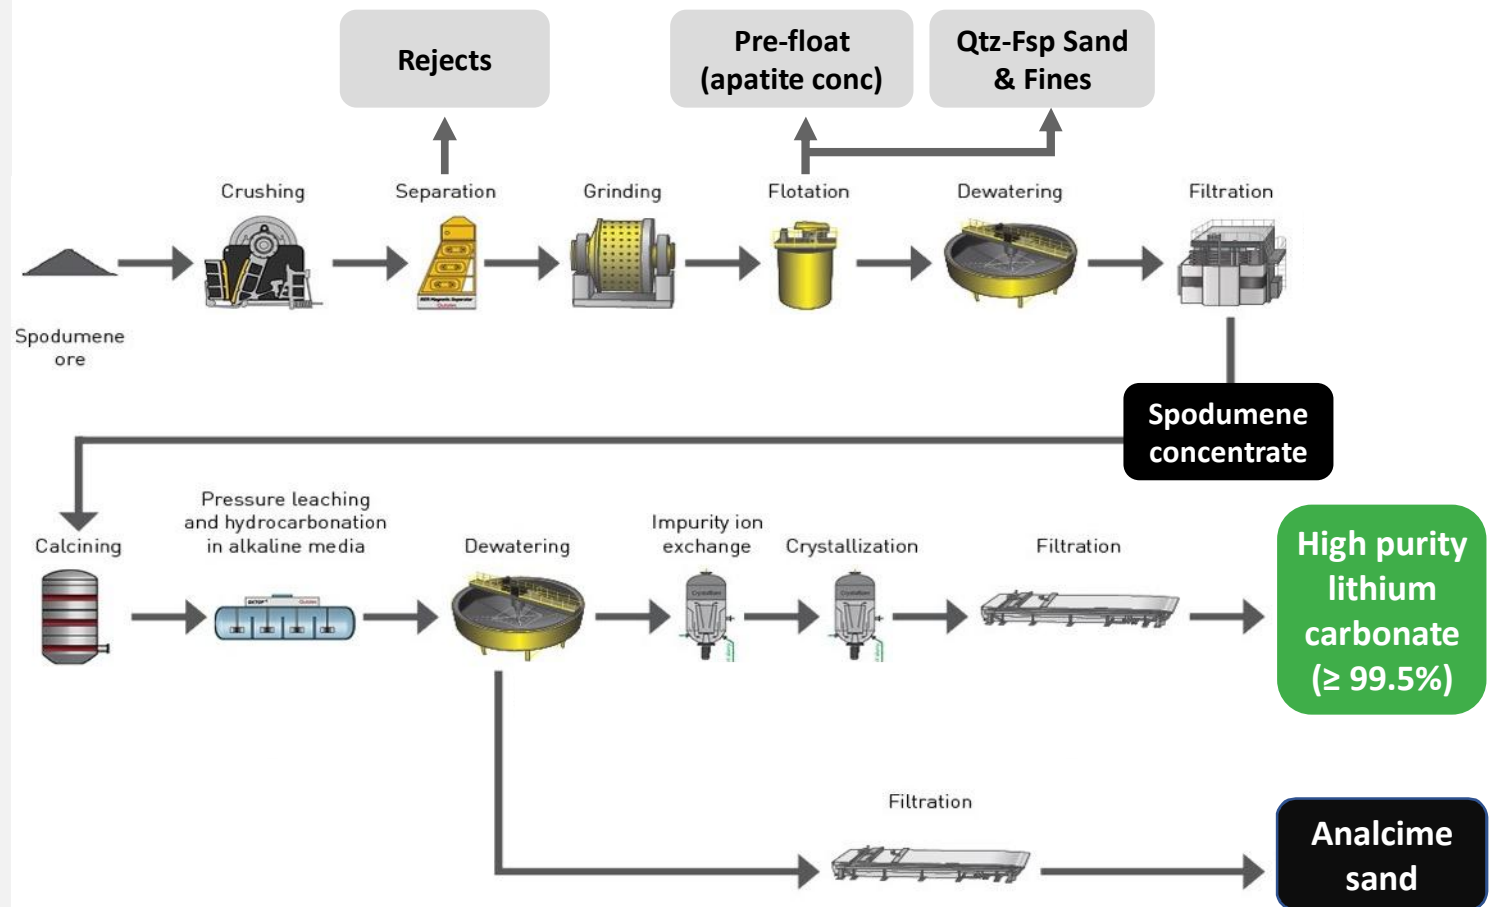 Rejects
Pre-float
(apatite conc)
Qtz-Fsp Sand
& Fines
Crushing
Separation
Grinding
Flotation
Dewatering
Filtration
Spodumene
ore
Spodumene
concentrate
Pressure leaching
and hydrocarbonation
in alkaline media
Calcining
Dewatering
Impurity ion
exchange
Crystallization
Filtration
High purity
lithium
carbonate
(≥ 99.5%)
Filtration
Analcime
sand